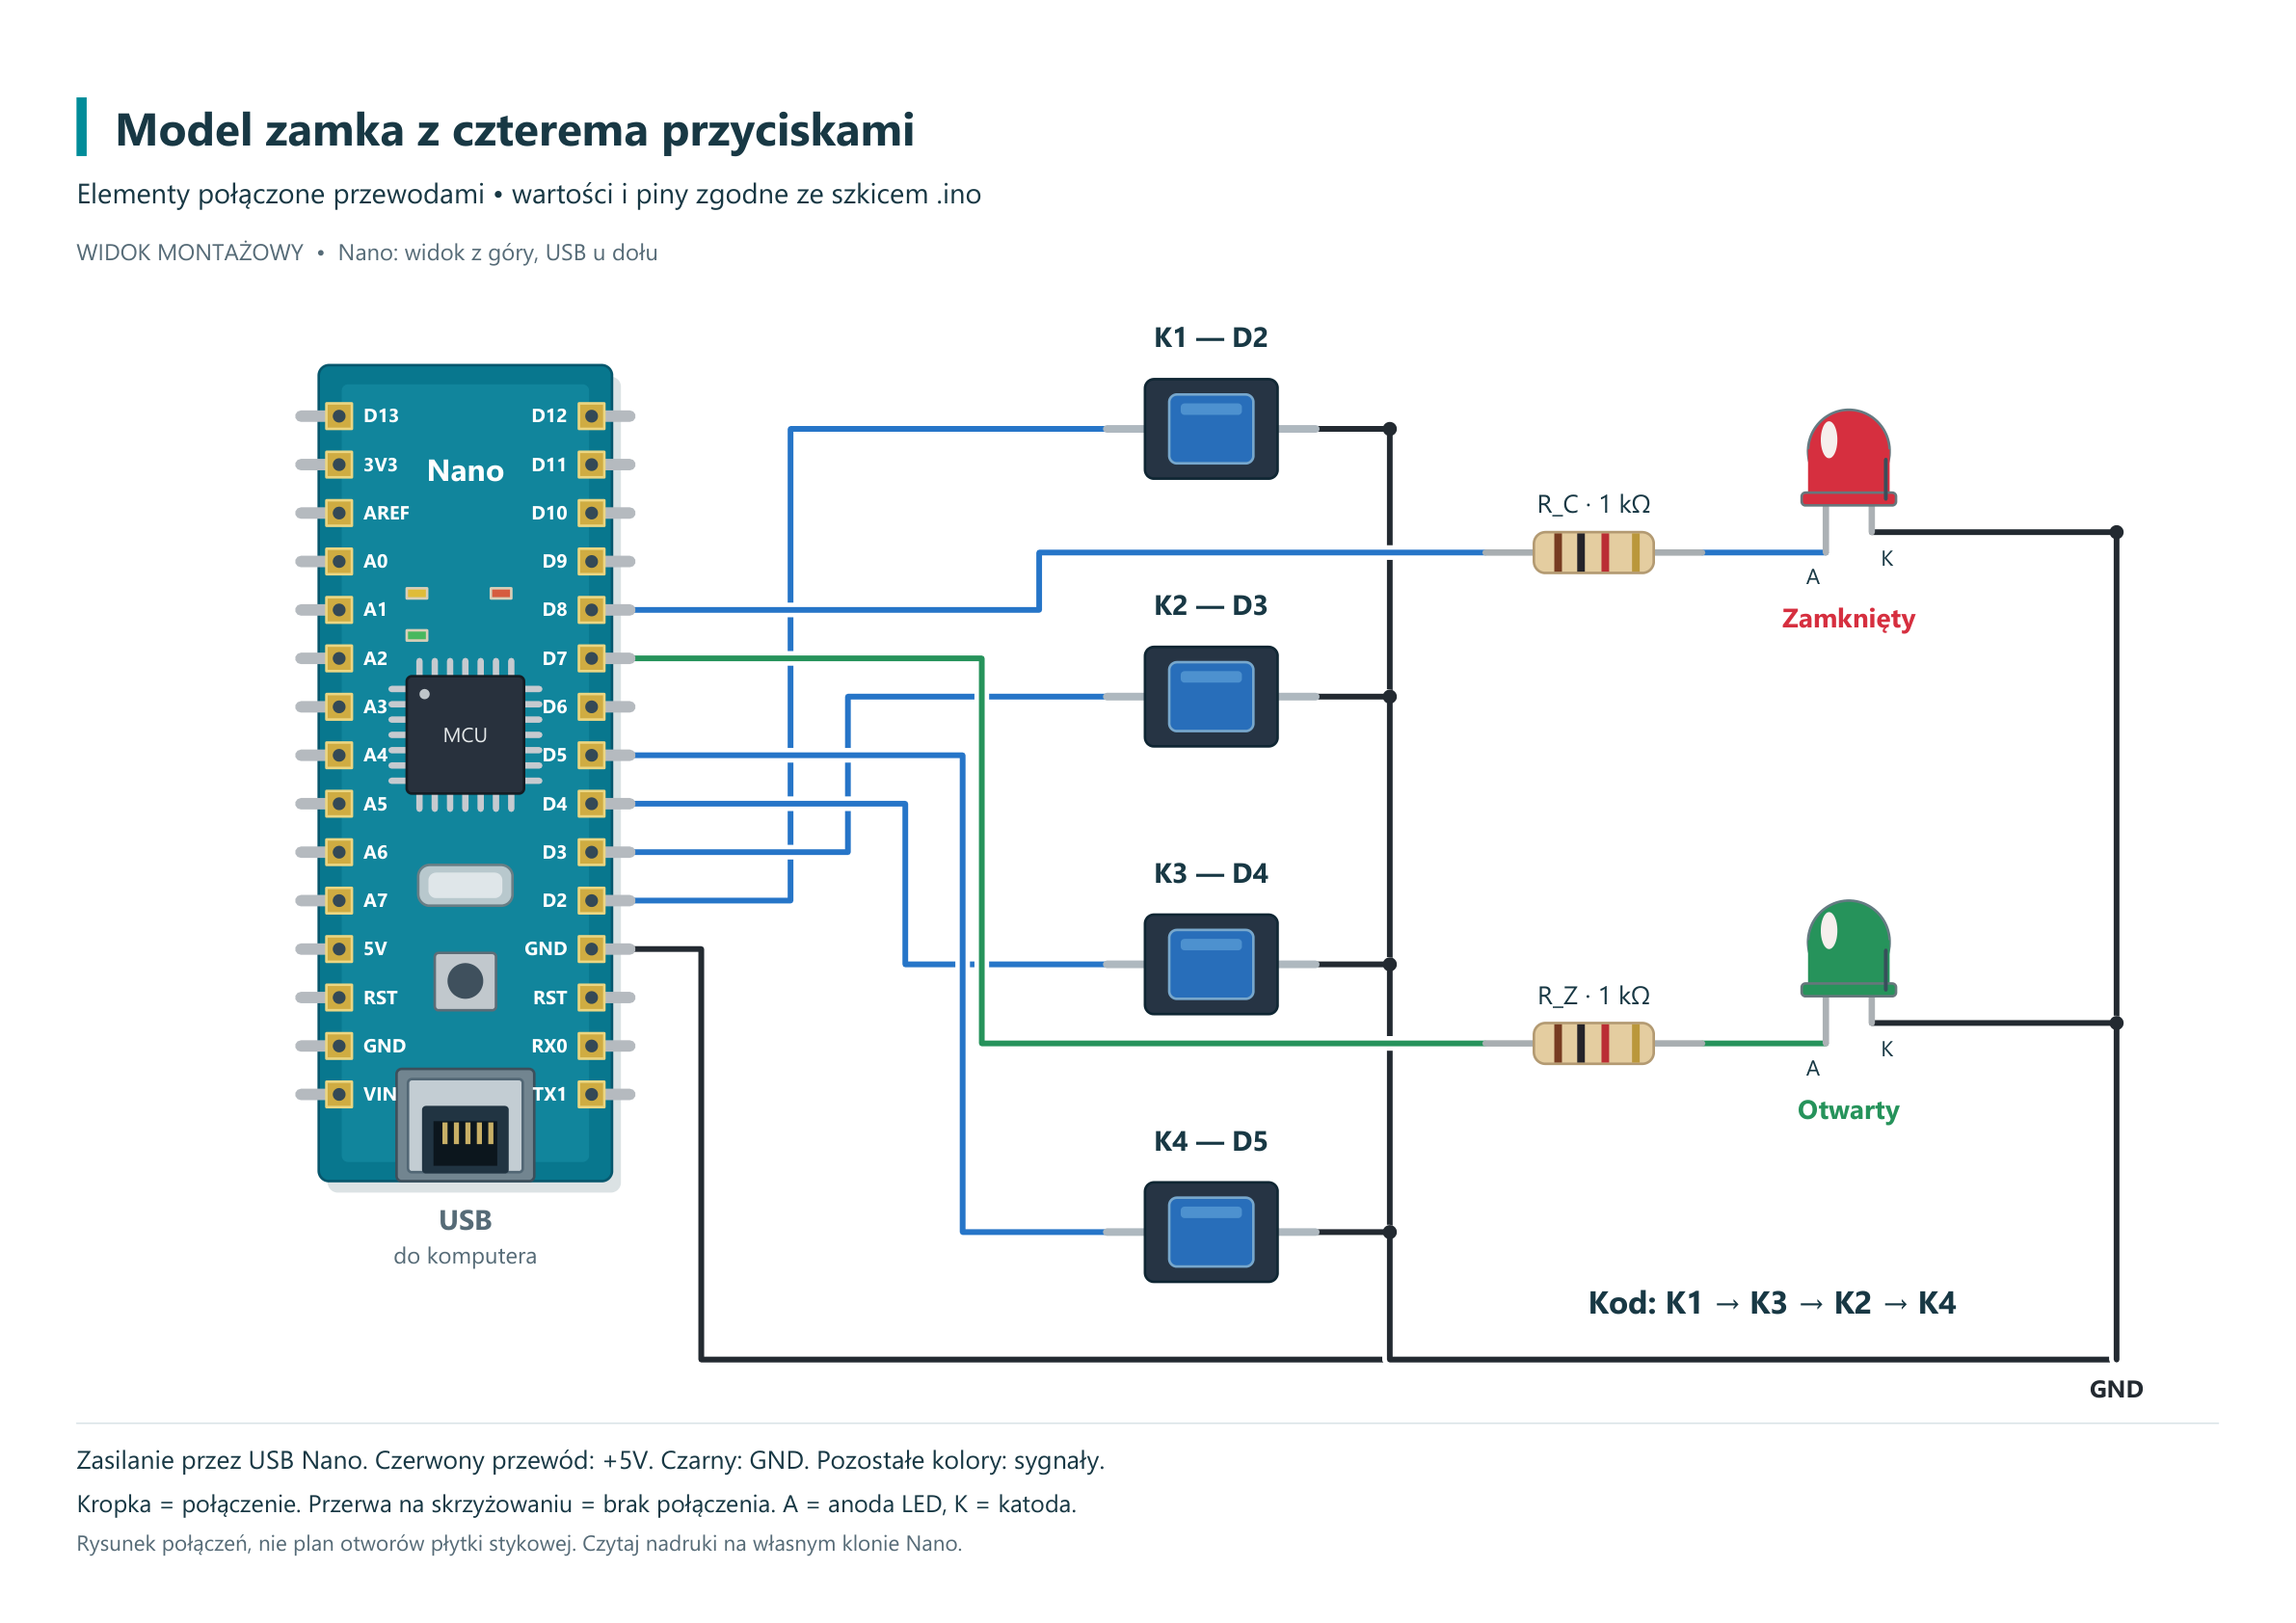 Model zamka z czterema przyciskami
Elementy połączone przewodami • wartości i piny zgodne ze szkicem .ino
WIDOK MONTAŻOWY • Nano: widok z góry, USB u dołu
K1 — D2
D13 D12
3V3 Nano D11
AREF D10
A0 D9
A1 D8
A2 D7
A3 D6
MCU
A4 D5
A5 D4
A6 D3
A7 D2
5V GND
RST RST
GND RX0
VIN TX1
USB
do komputera
R_C · 1 kΩ
A K
Zamknięty
K2 — D3
K3 — D4
R_Z · 1 kΩ
A K
Otwarty
K4 — D5
Kod: K1 → K3 → K2 → K4
GND
Zasilanie przez USB Nano. Czerwony przewód: +5V. Czarny: GND. Pozostałe kolory: sygnały.
Kropka = połączenie. Przerwa na skrzyżowaniu = brak połączenia. A = anoda LED, K = katoda.
Rysunek połączeń, nie plan otworów płytki stykowej. Czytaj nadruki na własnym klonie Nano.